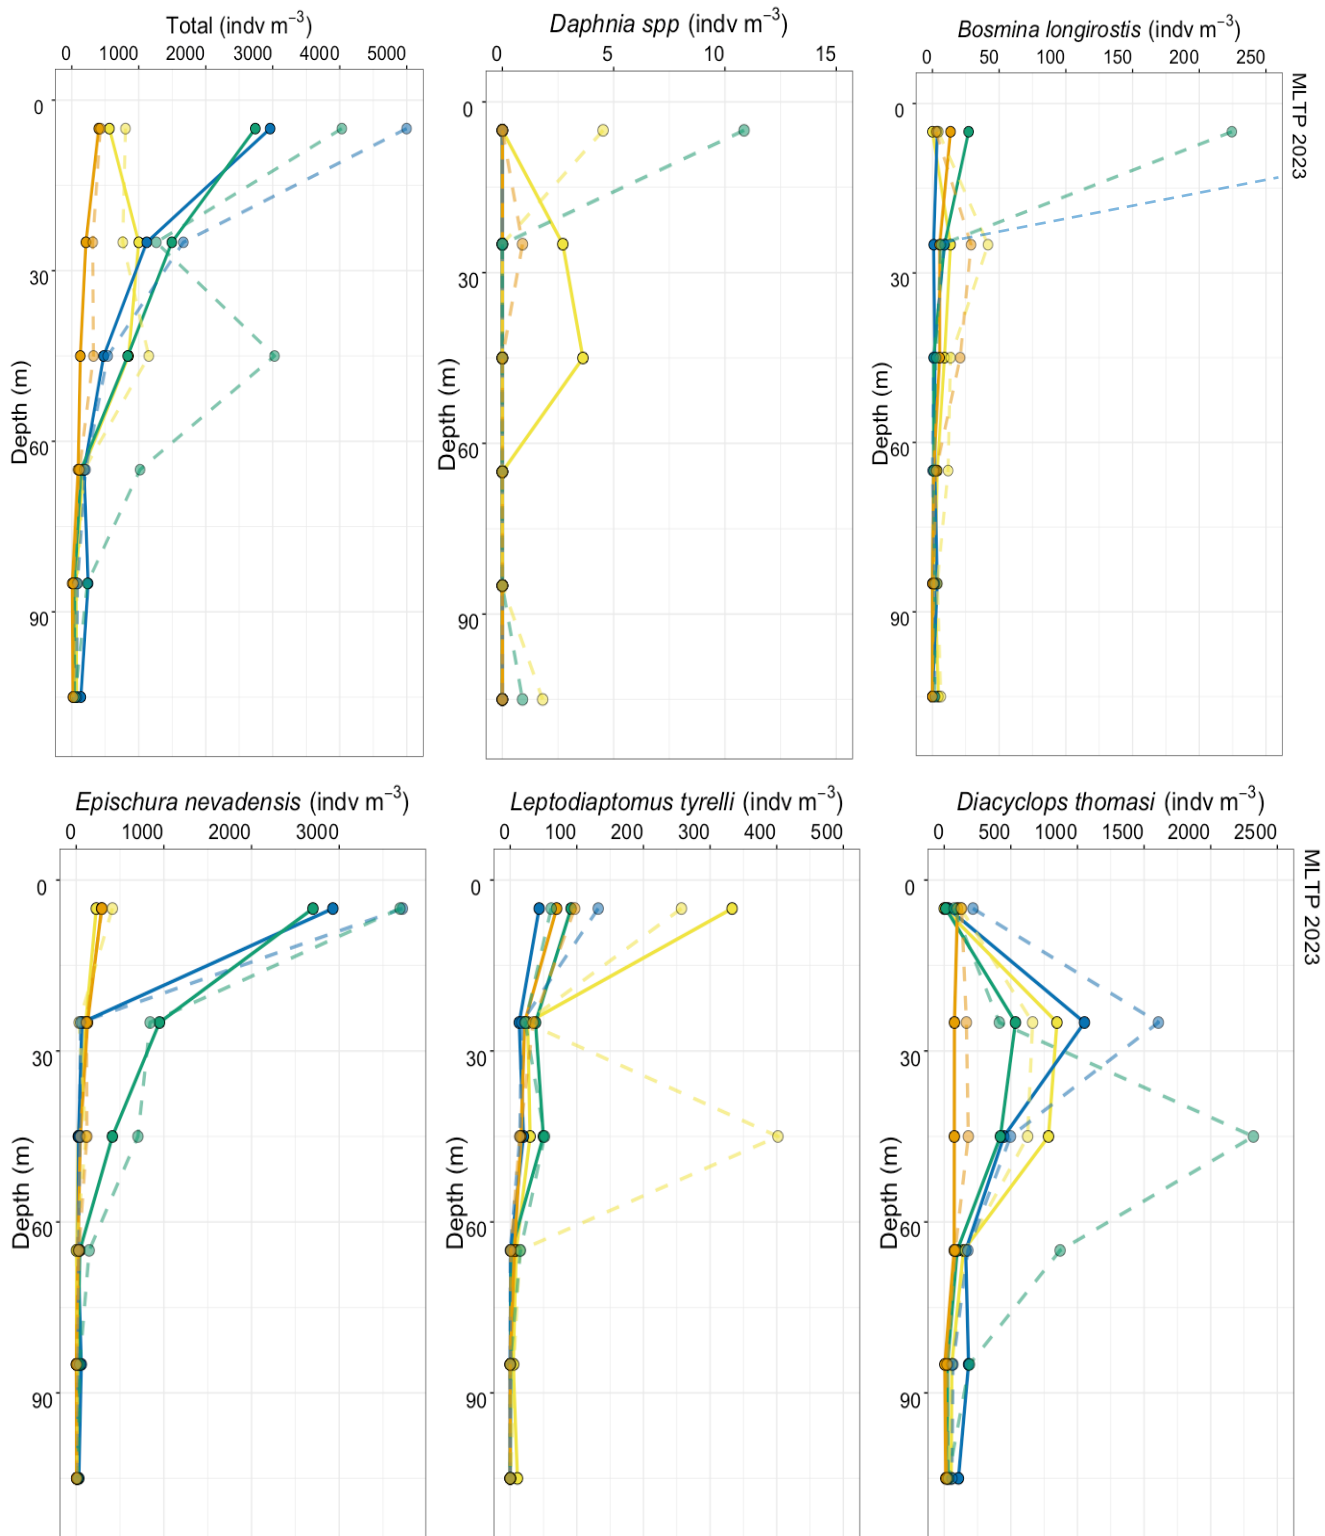 Total (indv m⁻³)
0 1000 2000 3000 4000 5000
0
30
60
90
Depth (m)
Daphnia spp (indv m⁻³)
0 5 10 15
0
30
60
90
Depth (m)
Bosmina longirostis (indv m⁻³)
0 50 100 150 200 250
0
30
60
90
Depth (m)
MLTP 2023
Epischura nevadensis (indv m⁻³)
0 1000 2000 3000
0
30
60
90
Depth (m)
Leptodiaptomus tyrelli (indv m⁻³)
0 100 200 300 400 500
0
30
60
90
Depth (m)
Diacyclops thomasi (indv m⁻³)
0 500 1000 1500 2000 2500
0
30
60
90
Depth (m)
MLTP 2023